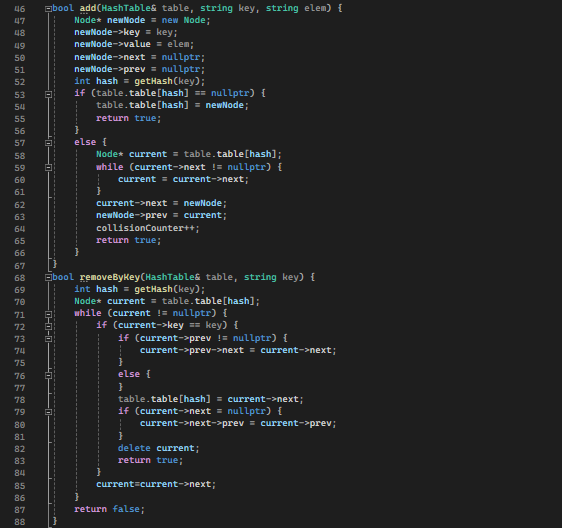 46 bool add(HashTable& table, string key, string elem) {
47 Node* newNode = new Node;
48 newNode->key = key;
49 newNode->value = elem;
50 newNode->next = nullptr;
51 newNode->prev = nullptr;
52 int hash = getHash(key);
53 if (table.table[hash] == nullptr) {
54 table.table[hash] = newNode;
55 return true;
56 }
57 else {
58 Node* current = table.table[hash];
59 while (current->next != nullptr) {
60 current = current->next;
61 }
62 current->next = newNode;
63 newNode->prev = current;
64 collisionCounter++;
65 return true;
66 }
67 }
68 bool removeByKey(HashTable& table, string key) {
69 int hash = getHash(key);
70 Node* current = table.table[hash];
71 while (current != nullptr) {
72 if (current->key == key) {
73 if (current->prev != nullptr) {
74 current->prev->next = current->next;
75 }
76 else {
77 }
78 table.table[hash] = current->next;
79 if (current->next = nullptr) {
80 current->next->prev = current->prev;
81 }
82 delete current;
83 return true;
84 }
85 current=current->next;
86 }
87 return false;
88 }